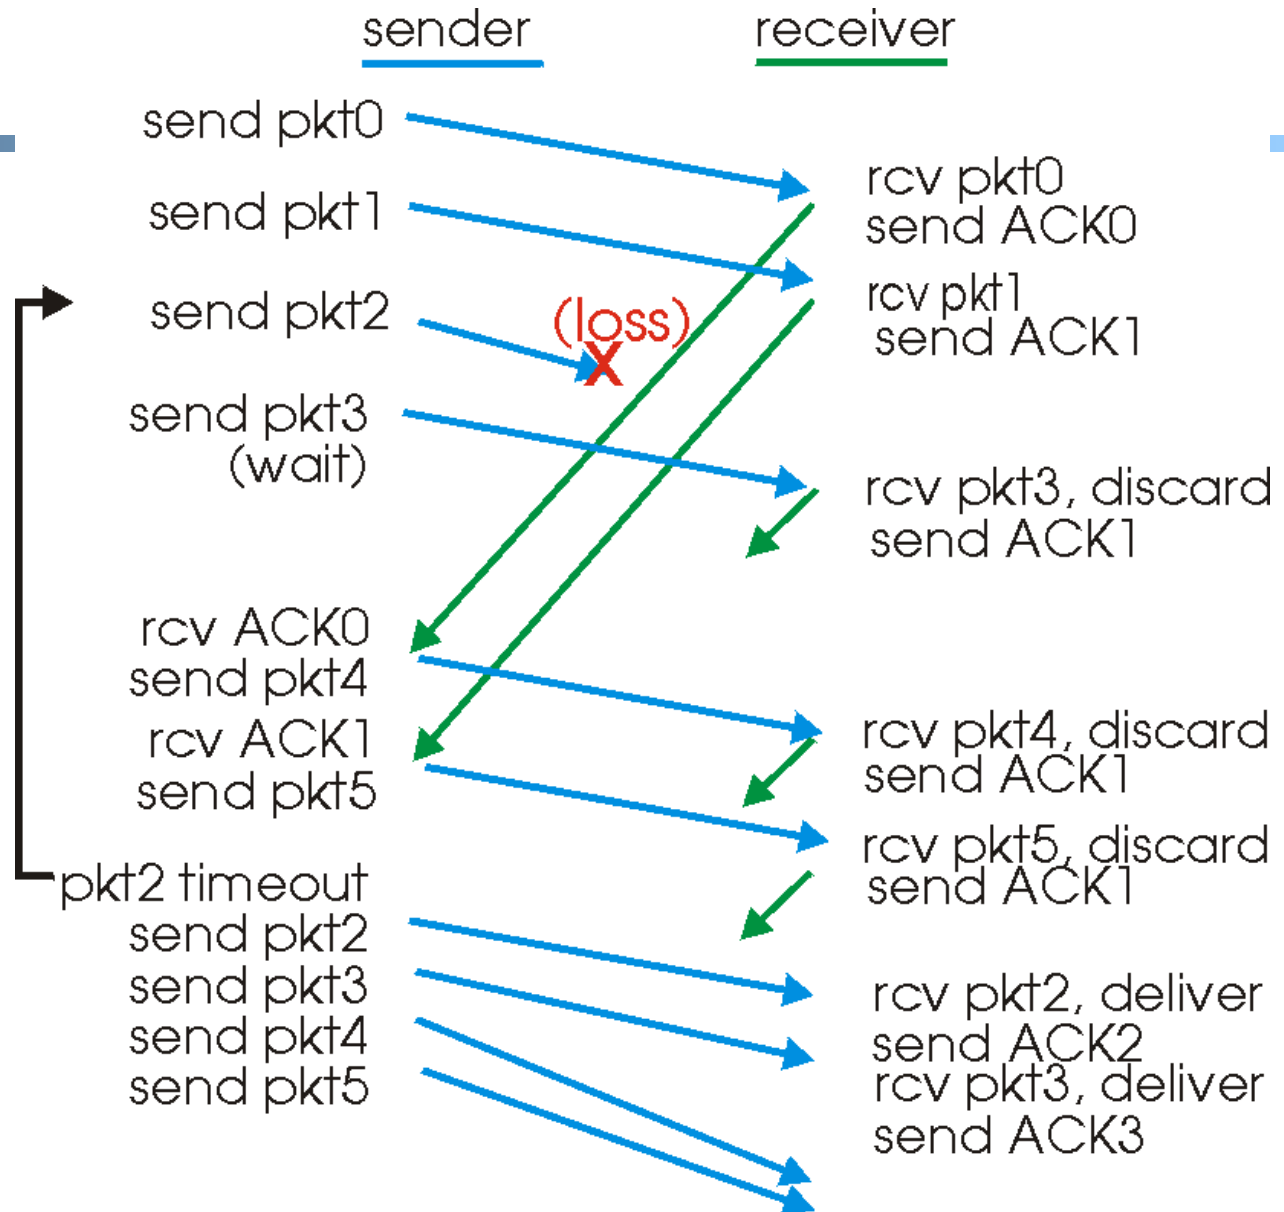 sender
receiver
send pkt0
send pkt1
send pkt2
(loss)
send pkt3
(wait)
rcv ACK0
send pkt4
rcv ACK1
send pkt5
pkt2 timeout
send pkt2
send pkt3
send pkt4
send pkt5
rcv pkt0
send ACK0
rcv pkt1
send ACK1
rcv pkt3, discard
send ACK1
rcv pkt4, discard
send ACK1
rcv pkt5, discard
send ACK1
rcv pkt2, deliver
send ACK2
rcv pkt3, deliver
send ACK3